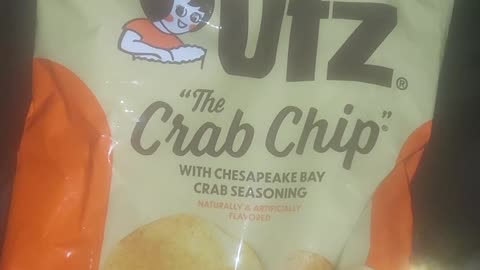 UTZ®
"The
Crab Chip"®
WITH CHESAPEAKE BAY
CRAB SEASONING
NATURALLY & ARTIFICIALLY
FLAVORED